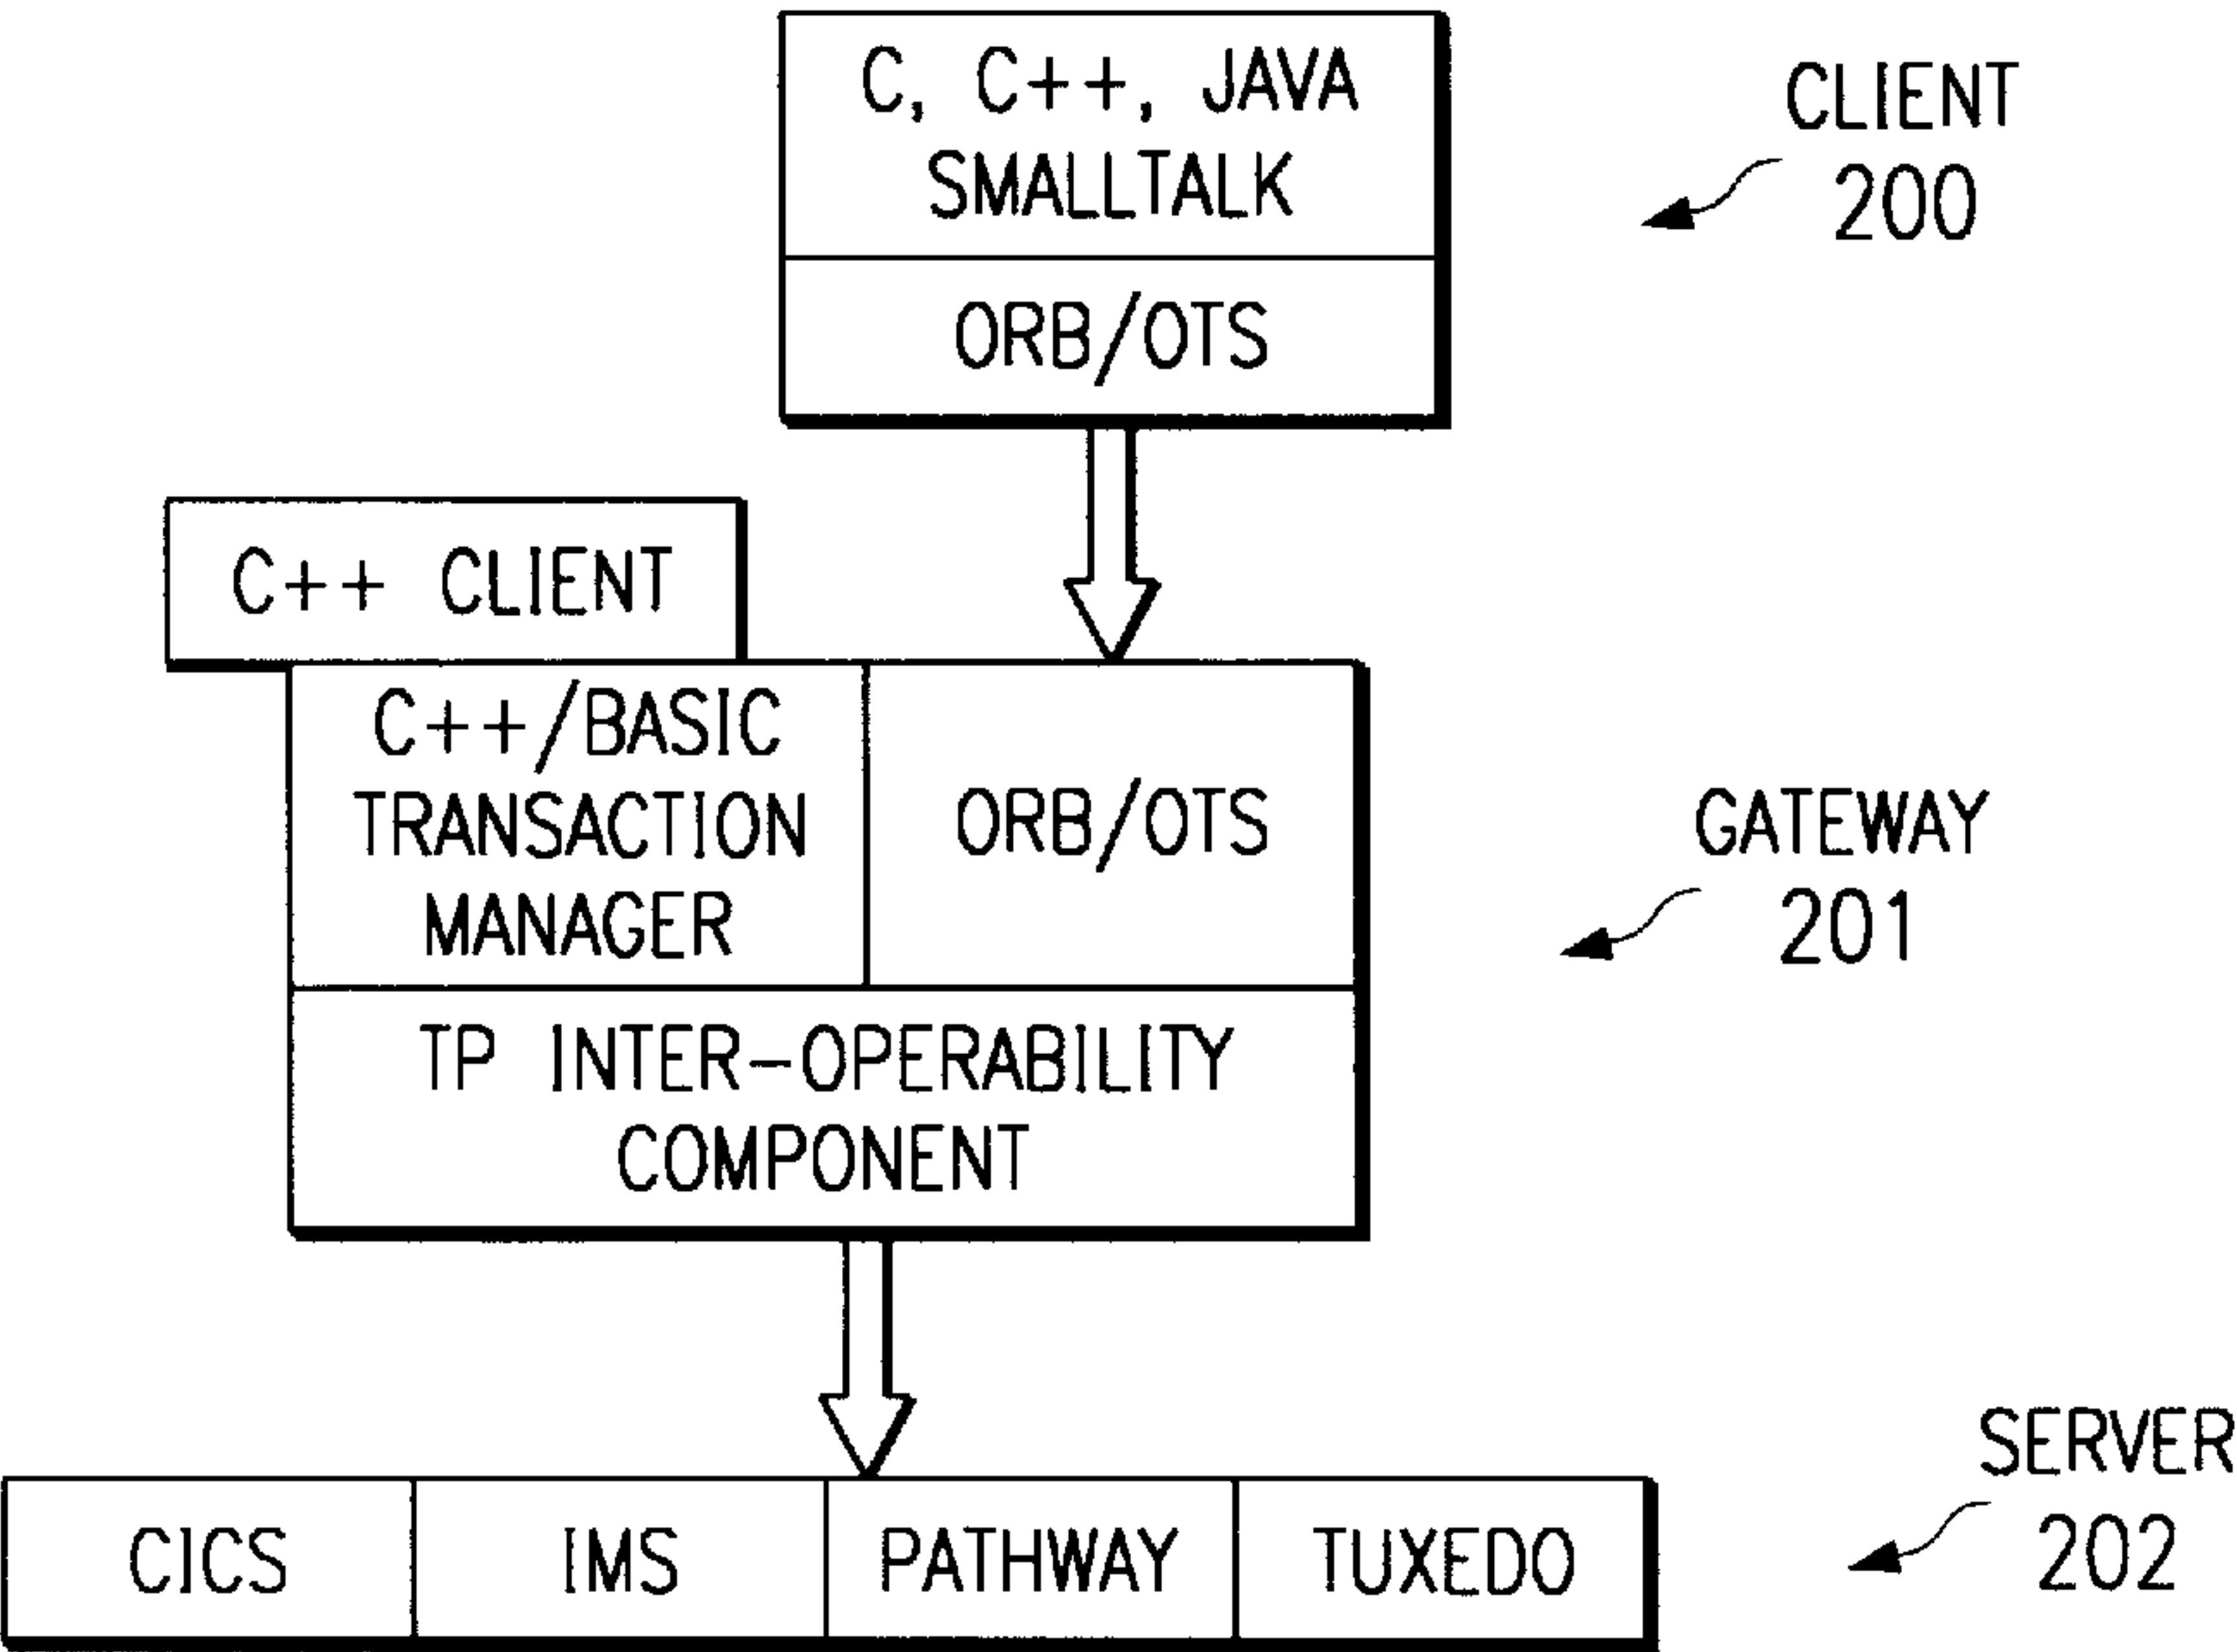 C, C++, JAVA
SMALLTALK
ORB/OTS
CLIENT
200
C++ CLIENT
C++/BASIC
TRANSACTION
MANAGER
ORB/OTS
TP INTER-OPERABILITY
COMPONENT
GATEWAY
201
CICS
IMS
PATHWAY
TUXEDO
SERVER
202